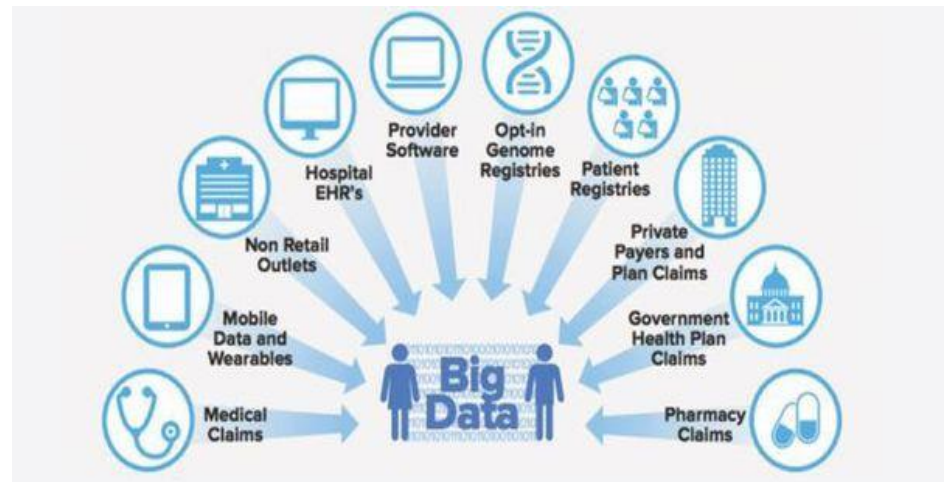 Provider
Software
Opt-in
Genome
Registries
Hospital
EHR's
Patient
Registries
Non Retail
Outlets
Private
Payers and
Plan Claims
Mobile
Data and
Wearables
Government
Health Plan
Claims
Medical
Claims
Big
Data
Pharmacy
Claims